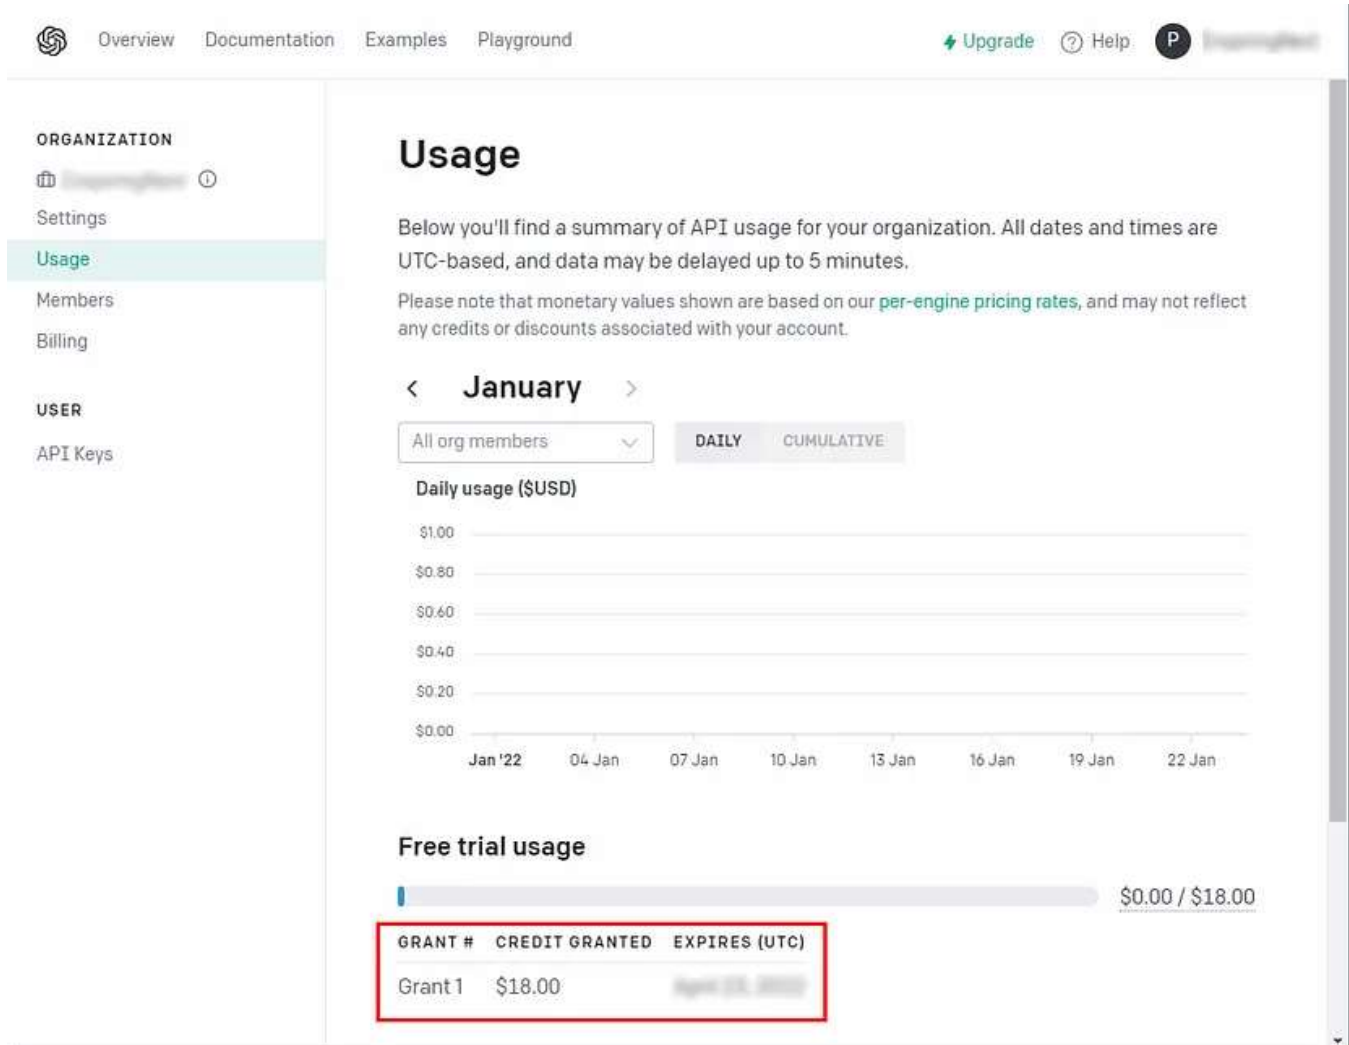 Overview Documentation Examples Playground Upgrade Help P
ORGANIZATION
Settings
Usage
Members
Billing
USER
API Keys
Usage
Below you'll find a summary of API usage for your organization. All dates and times are
UTC-based, and data may be delayed up to 5 minutes.
Please note that monetary values shown are based on our per-engine pricing rates, and may not reflect
any credits or discounts associated with your account.
January
All org members DAILY CUMULATIVE
Daily usage ($USD)
$1.00
$0.80
$0.60
$0.40
$0.20
$0.00
Jan '22 04 Jan 07 Jan 10 Jan 13 Jan 16 Jan 19 Jan 22 Jan
Free trial usage
$0.00 / $18.00
GRANT # CREDIT GRANTED EXPIRES (UTC)
Grant 1 $18.00